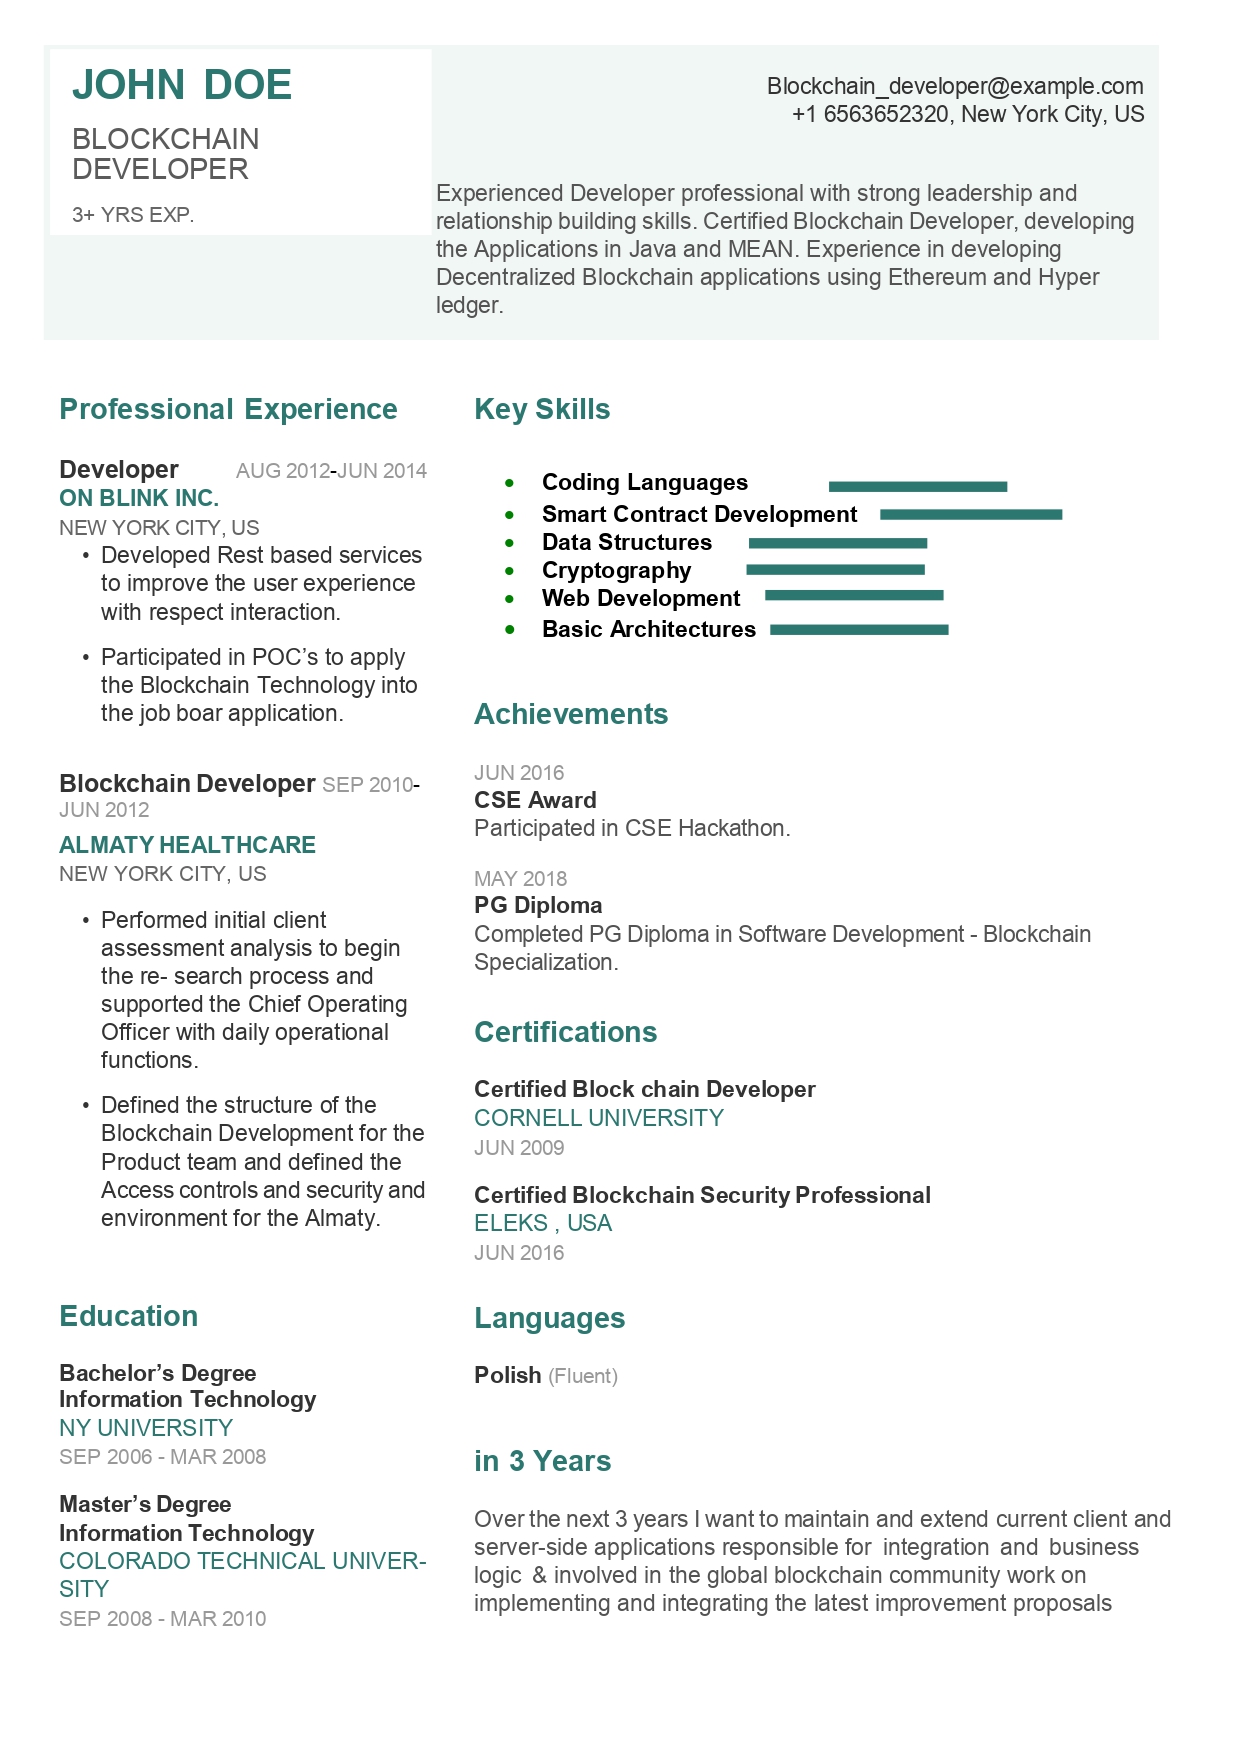 JOHN DOE
BLOCKCHAIN
DEVELOPER
3+ YRS EXP.
Blockchain_developer@example.com
+1 6563652320, New York City, US
Experienced Developer professional with strong leadership and
relationship building skills. Certified Blockchain Developer, developing
the Applications in Java and MEAN. Experience in developing
Decentralized Blockchain applications using Ethereum and Hyper
ledger.
Professional Experience
Developer AUG 2012-JUN 2014
ON BLINK INC.
NEW YORK CITY, US
• Developed Rest based services
to improve the user experience
with respect interaction.
• Participated in POC’s to apply
the Blockchain Technology into
the job boar application.
Blockchain Developer SEP 2010-
JUN 2012
ALMATY HEALTHCARE
NEW YORK CITY, US
• Performed initial client
assessment analysis to begin
the re- search process and
supported the Chief Operating
Officer with daily operational
functions.
• Defined the structure of the
Blockchain Development for the
Product team and defined the
Access controls and security and
environment for the Almaty.
Education
Bachelor’s Degree
Information Technology
NY UNIVERSITY
SEP 2006 - MAR 2008
Master’s Degree
Information Technology
COLORADO TECHNICAL UNIVER-
SITY
SEP 2008 - MAR 2010
Key Skills
• Coding Languages
• Smart Contract Development
• Data Structures
• Cryptography
• Web Development
• Basic Architectures
Achievements
JUN 2016
CSE Award
Participated in CSE Hackathon.
MAY 2018
PG Diploma
Completed PG Diploma in Software Development - Blockchain
Specialization.
Certifications
Certified Block chain Developer
CORNELL UNIVERSITY
JUN 2009
Certified Blockchain Security Professional
ELEKS , USA
JUN 2016
Languages
Polish (Fluent)
in 3 Years
Over the next 3 years I want to maintain and extend current client and
server-side applications responsible for integration and business
logic & involved in the global blockchain community work on
implementing and integrating the latest improvement proposals